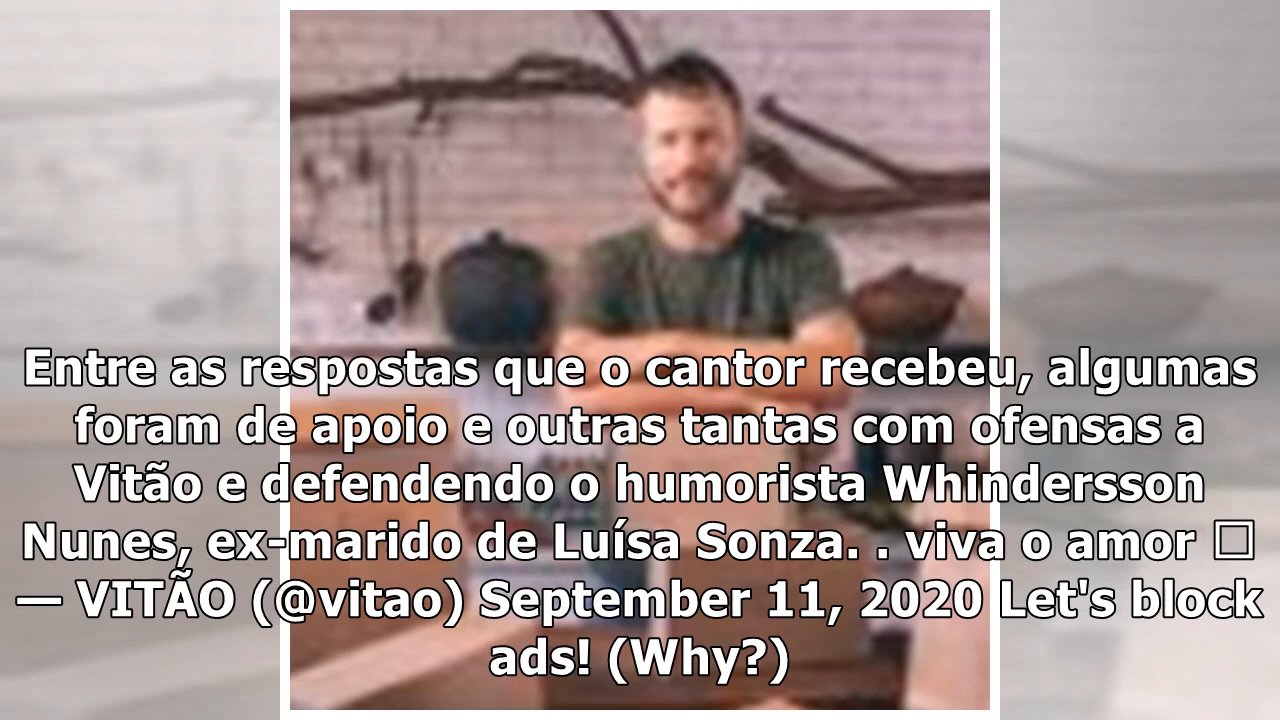 Entre as respostas que o cantor recebeu, algumas
foram de apoio e outras tantas com ofensas a
Vitão e defendendo o humorista Whindersson
Nunes, ex-marido de Luísa Sonza. . viva o amor □
— VITÃO (@vitao) September 11, 2020 Let's block
ads! (Why?)